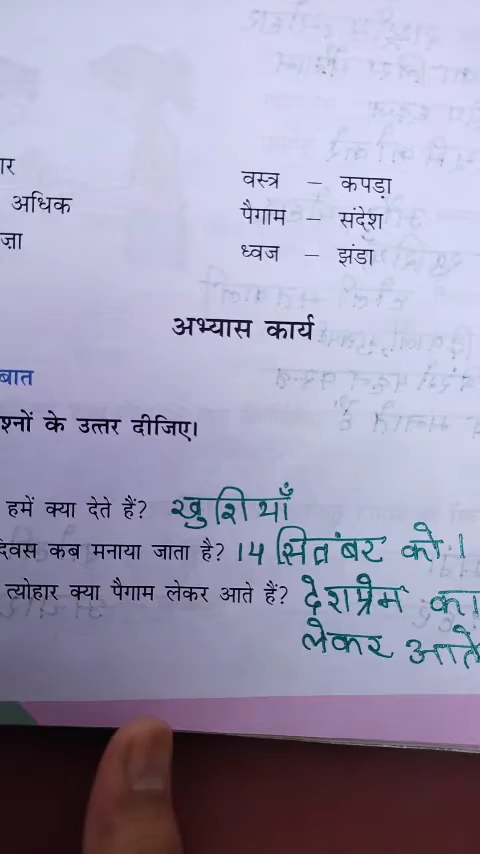 वस्त्र – कपड़ा
अधिक पैगाम – संदेश
ध्वज – झंडा
अभ्यास कार्य
बात
के उत्तर दीजिए।
हमें क्या देते हैं? खुशियाँ
दिवस कब मनाया जाता है? 14 सितंबर को।
त्योहार क्या पैगाम लेकर आते हैं? देशप्रेम का
लेकर आते